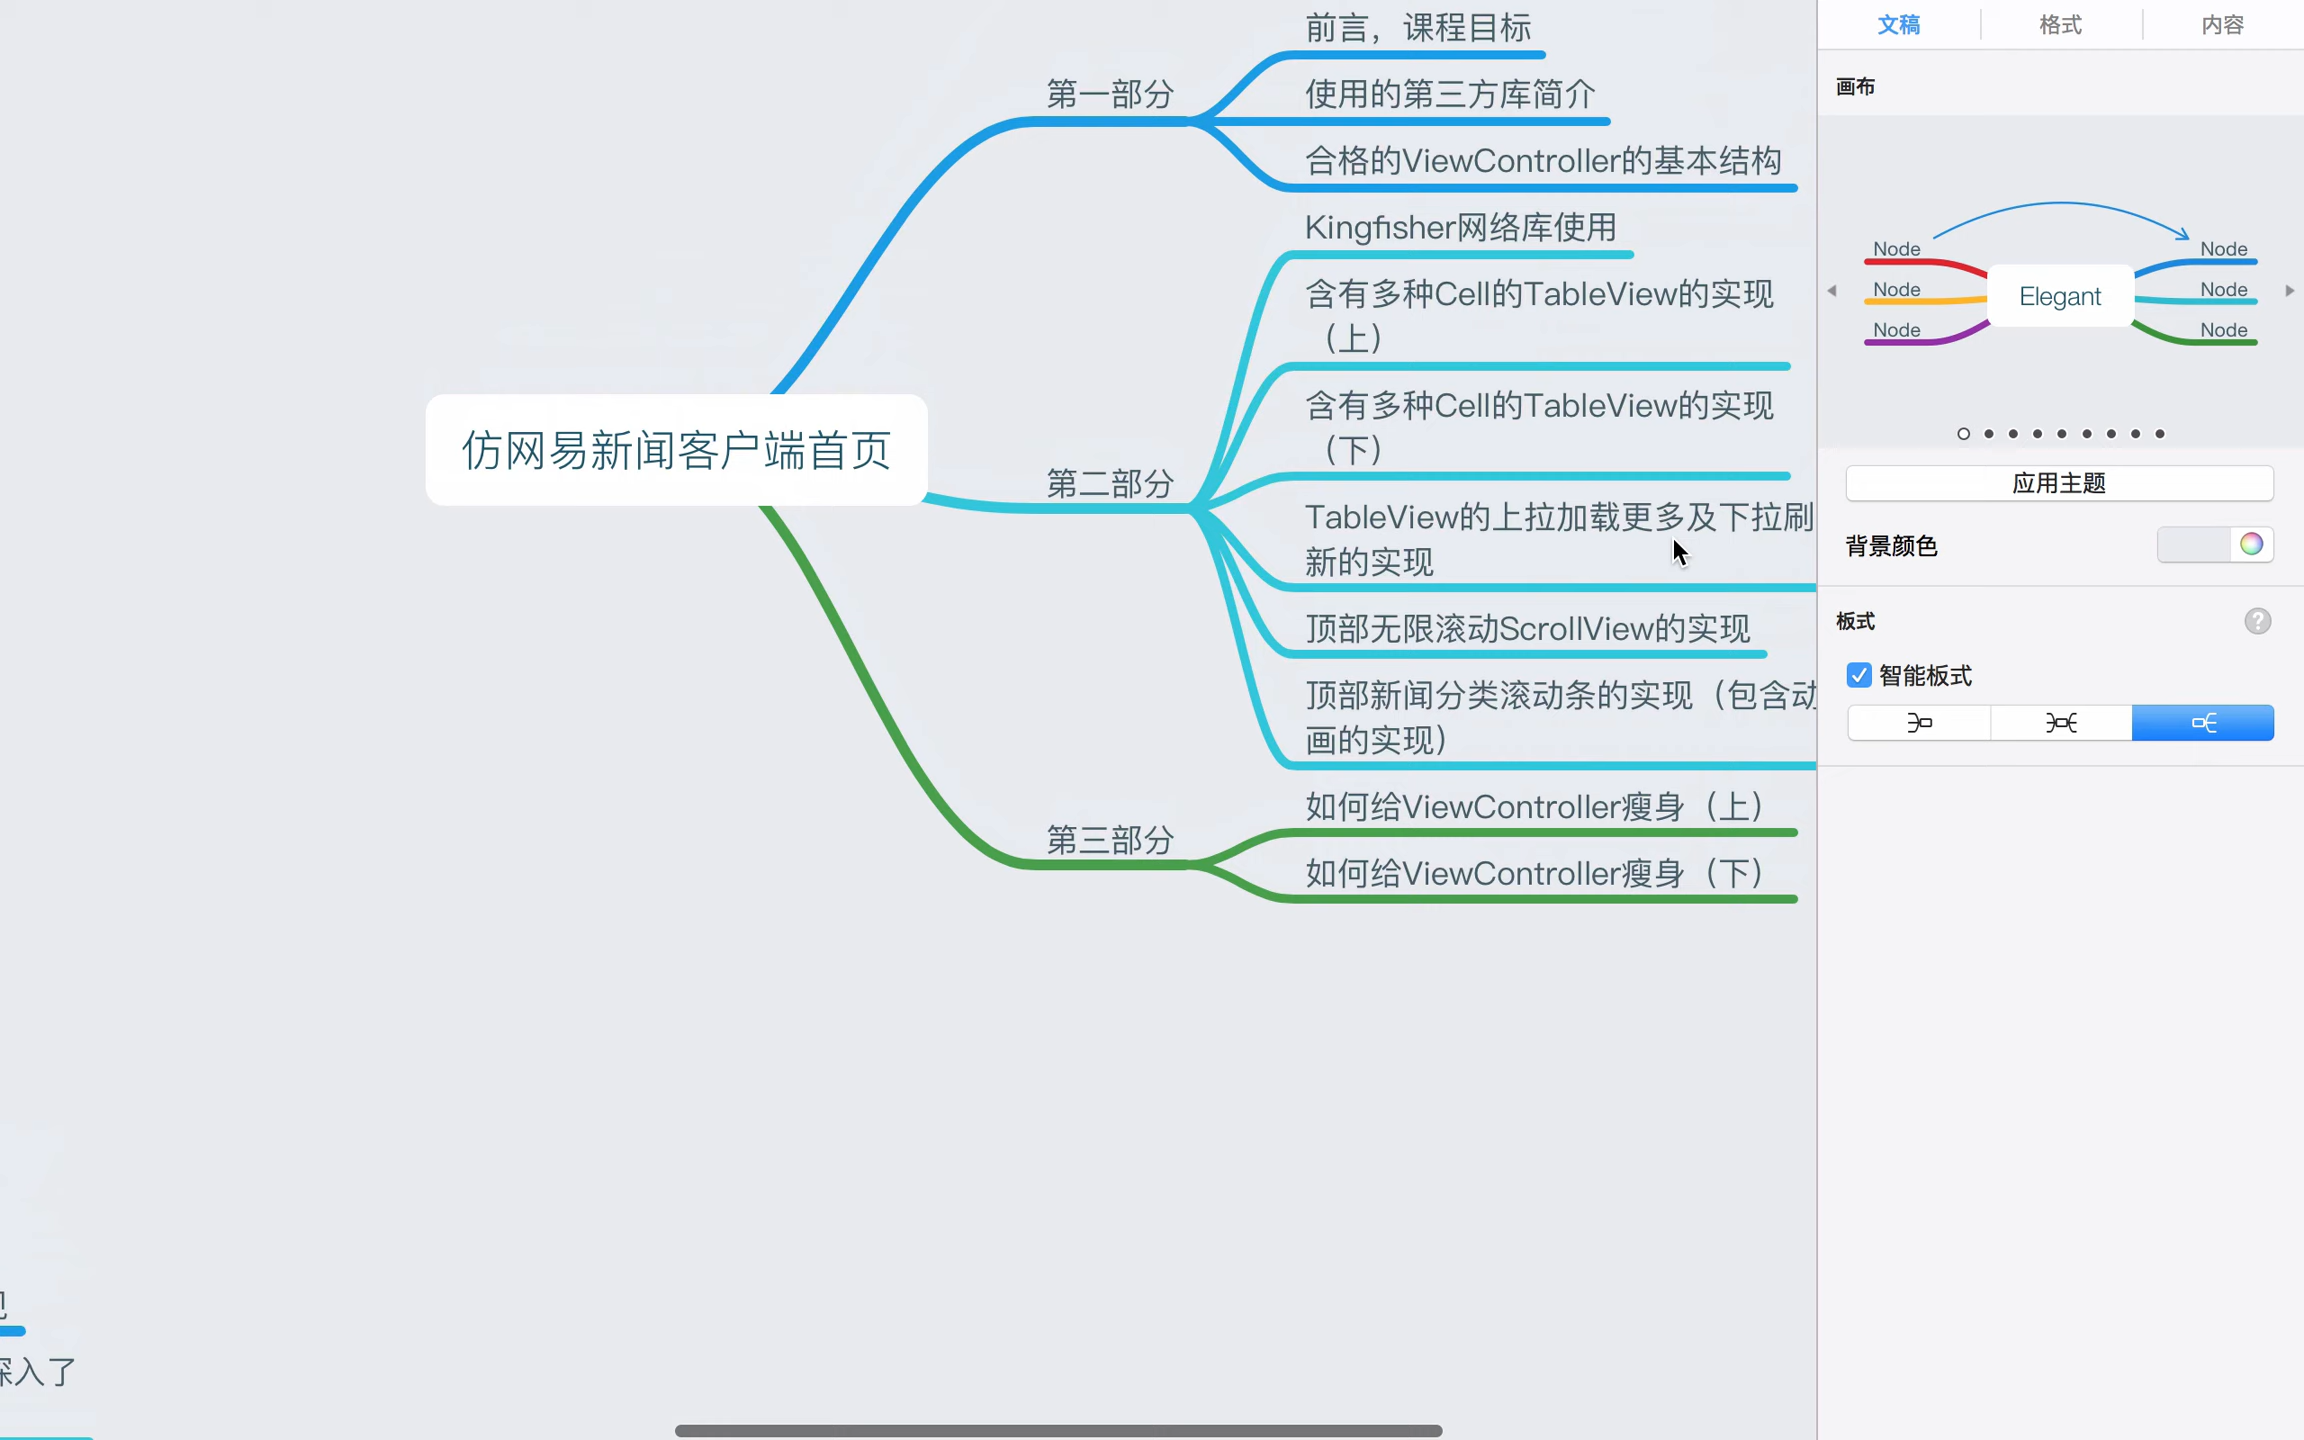 仿网易新闻客户端首页
第一部分
前言，课程目标
使用的第三方库简介
合格的ViewController的基本结构
第二部分
Kingfisher网络库使用
含有多种Cell的TableView的实现
（上）
含有多种Cell的TableView的实现
（下）
TableView的上拉加载更多及下拉刷
新的实现
顶部无限滚动ScrollView的实现
顶部新闻分类滚动条的实现（包含动
画的实现）
第三部分
如何给ViewController瘦身（上）
如何给ViewController瘦身（下）
深入了
文稿
格式
内容
画布
Node
Node
Node
Elegant
Node
Node
Node
应用主题
背景颜色
板式
?
智能板式